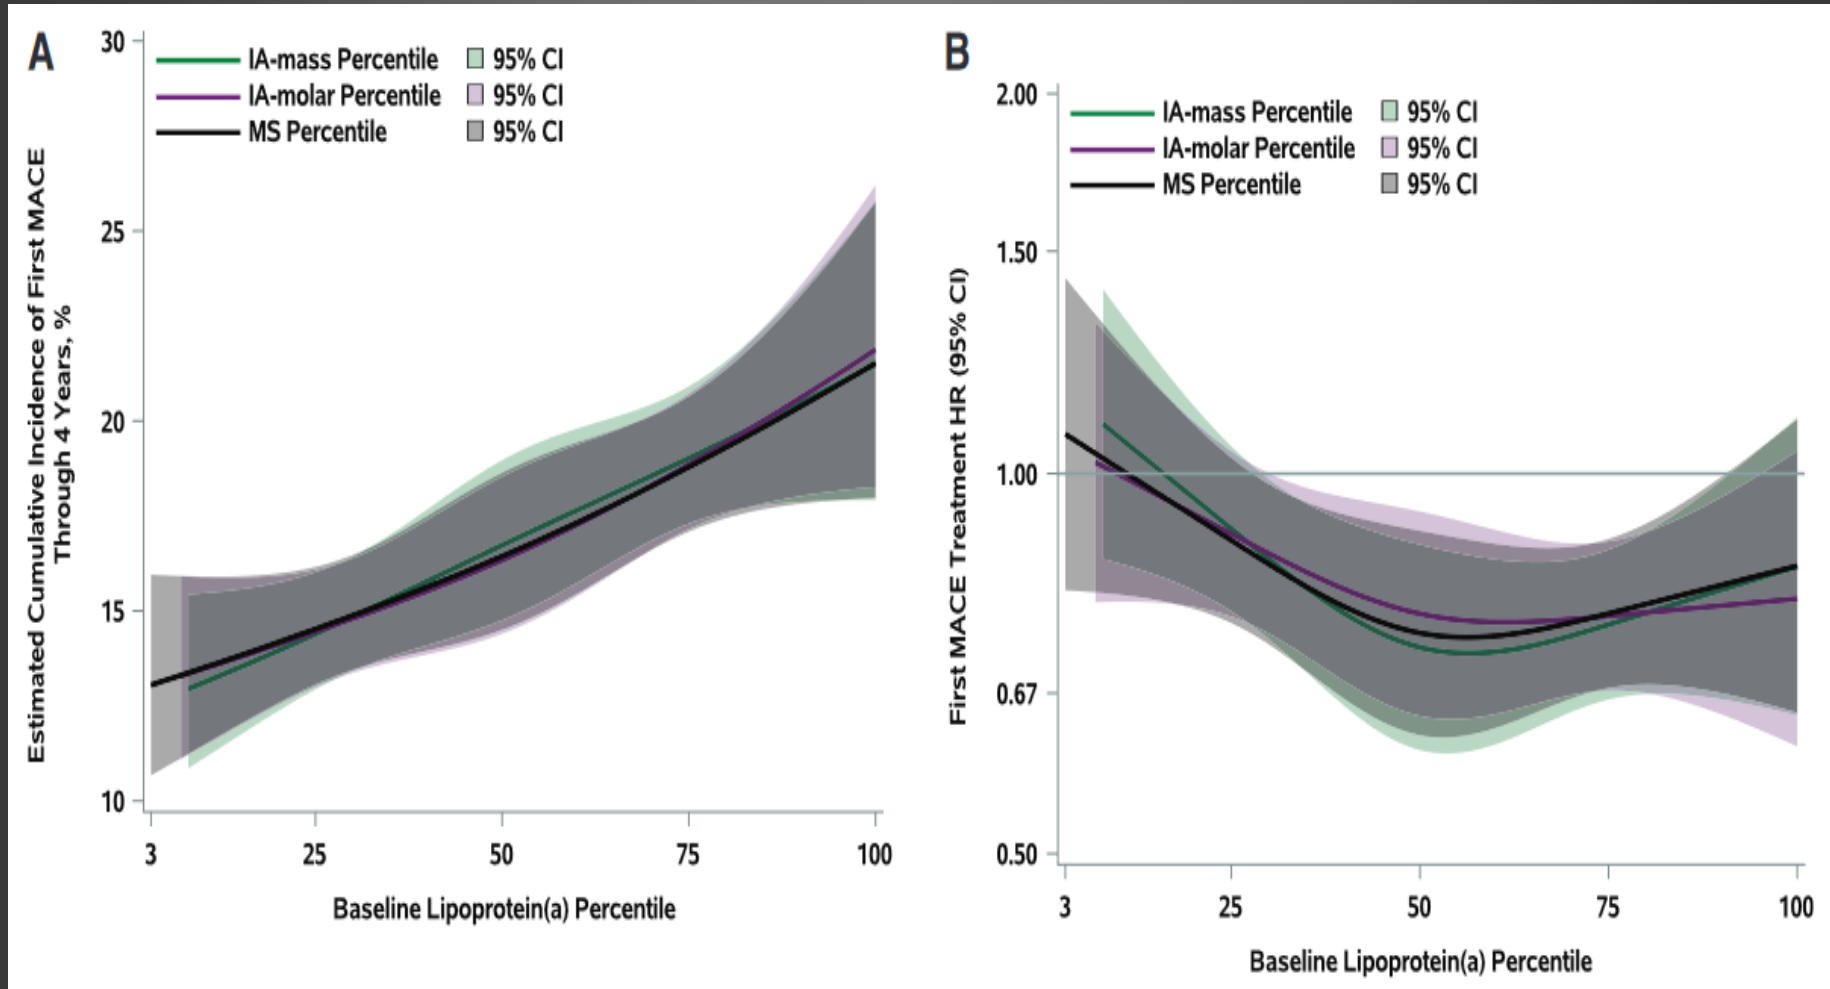 A
30
25
20
15
10
Estimated Cumulative Incidence of First MACE
Through 4 Years, %
IA-mass Percentile 95% CI
IA-molar Percentile 95% CI
MS Percentile 95% CI
3 25 50 75 100
Baseline Lipoprotein(a) Percentile
B
2.00
1.50
1.00
0.67
0.50
First MACE Treatment HR (95% CI)
IA-mass Percentile 95% CI
IA-molar Percentile 95% CI
MS Percentile 95% CI
3 25 50 75 100
Baseline Lipoprotein(a) Percentile